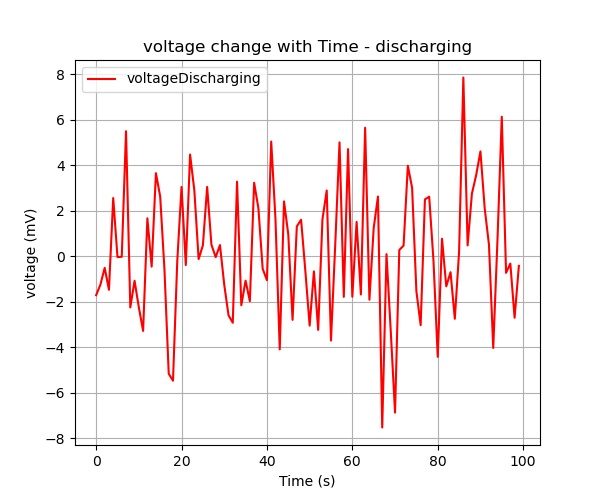 voltage change with Time - discharging
voltageDischarging
voltage (mV)
8
6
4
2
0
−2
−4
−6
−8
0 20 40 60 80 100
Time (s)